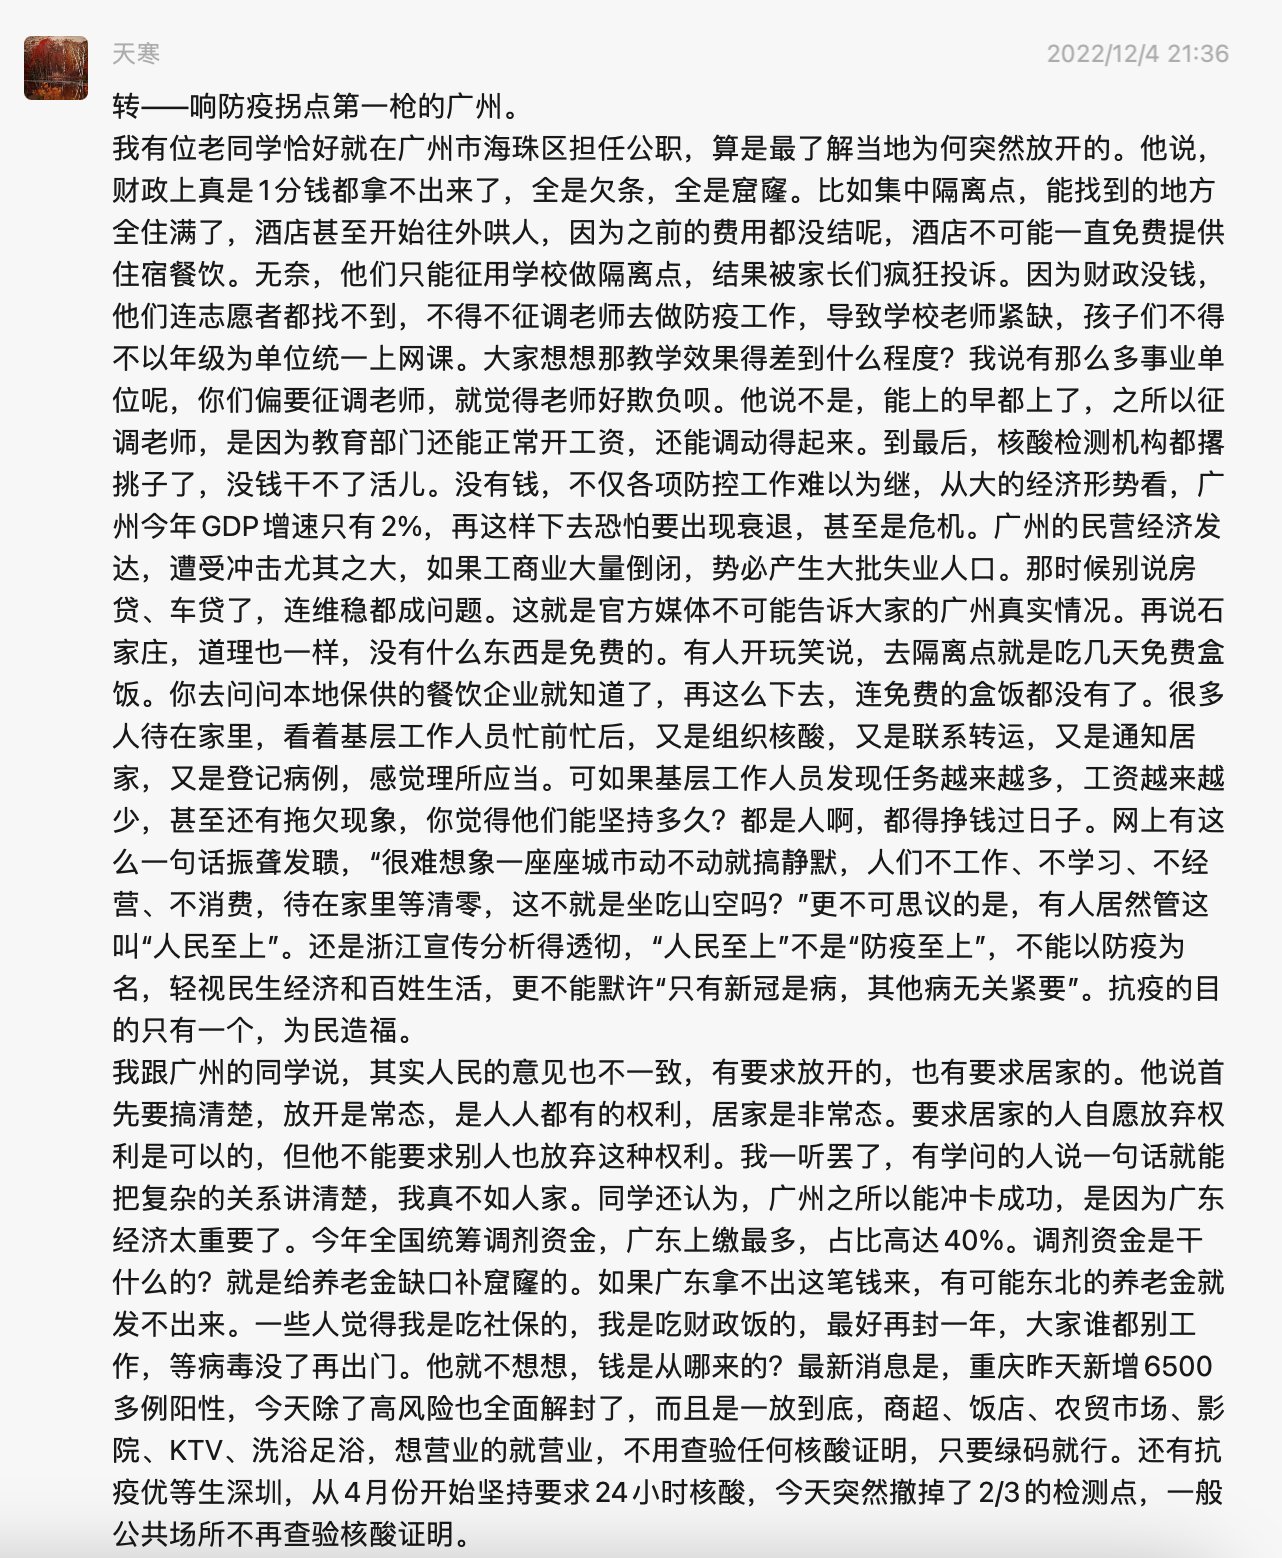 天寒
2022/12/4 21:36
转——响防疫拐点第一枪的广州。
我有位老同学恰好就在广州市海珠区担任公职，算是最了解当地为何突然放开的。他说，
财政上真是1分钱都拿不出来了，全是欠条，全是窟窿。比如集中隔离点，能找到的地方
全住满了，酒店甚至开始往外哄人，因为之前的费用都没结呢，酒店不可能一直免费提供
住宿餐饮。无奈，他们只能征用学校做隔离点，结果被家长们疯狂投诉。因为财政没钱，
他们连志愿者都找不到，不得不征调老师去做防疫工作，导致学校老师紧缺，孩子们不得
不以年级为单位统一上网课。大家想想那教学效果得差到什么程度？我说有那么多事业单
位呢，你们偏要征调老师，就觉得老师好欺负呗。他说不是，能上的早都上了，之所以征
调老师，是因为教育部门还能正常开工资，还能调动得起来。到最后，核酸检测机构都撂
挑子了，没钱干不了活儿。没有钱，不仅各项防控工作难以为继，从大的经济形势看，广
州今年GDP增速只有2%，再这样下去恐怕要出现衰退，甚至是危机。广州的民营经济发
达，遭受冲击尤其之大，如果工商业大量倒闭，势必产生大批失业人口。那时候别说房
贷、车贷了，连维稳都成问题。这就是官方媒体不可能告诉大家的广州真实情况。再说石
家庄，道理也一样，没有什么东西是免费的。有人开玩笑说，去隔离点就是吃几天免费盒
饭。你去问问本地保供的餐饮企业就知道了，再这么下去，连免费的盒饭都没有了。很多
人待在家里，看着基层工作人员忙前忙后，又是组织核酸，又是联系转运，又是通知居
家，又是登记病例，感觉理所应当。可如果基层工作人员发现任务越来越多，工资越来越
少，甚至还有拖欠现象，你觉得他们能坚持多久？都是人啊，都得挣钱过日子。网上有这
么一句话振聋发聩，“很难想象一座座城市动不动就搞静默，人们不工作、不学习、不经
营、不消费，待在家里等清零，这不就是坐吃山空吗？”更不可思议的是，有人居然管这
叫“人民至上”。还是浙江宣传分析得透彻，“人民至上”不是“防疫至上”，不能以防疫为
名，轻视民生经济和百姓生活，更不能默许“只有新冠是病，其他病无关紧要”。抗疫的目
的只有一个，为民造福。
我跟广州的同学说，其实人民的意见也不一致，有要求放开的，也有要求居家的。他说首
先要搞清楚，放开是常态，是人人都有的权利，居家是非常态。要求居家的人自愿放弃权
利是可以的，但他不能要求别人也放弃这种权利。我一听罢了，有学问的人说一句话就能
把复杂的关系讲清楚，我真不如人家。同学还认为，广州之所以能冲卡成功，是因为广东
经济太重要了。今年全国统筹调剂资金，广东上缴最多，占比高达40%。调剂资金是干
什么的？就是给养老金缺口补窟窿的。如果广东拿不出这笔钱来，有可能东北的养老金就
发不出来。一些人觉得我是吃社保的，我是吃财政饭的，最好再封一年，大家谁都别工
作，等病毒没了再出门。他就不想想，钱是从哪来的？最新消息是，重庆昨天新增6500
多例阳性，今天除了高风险也全面解封了，而且是一放到底，商超、饭店、农贸市场、影
院、KTV、洗浴足浴，想营业的就营业，不用查验任何核酸证明，只要绿码就行。还有抗
疫优等生深圳，从4月份开始坚持要求24小时核酸，今天突然撤掉了2/3的检测点，一般
公共场所不再查验核酸证明。